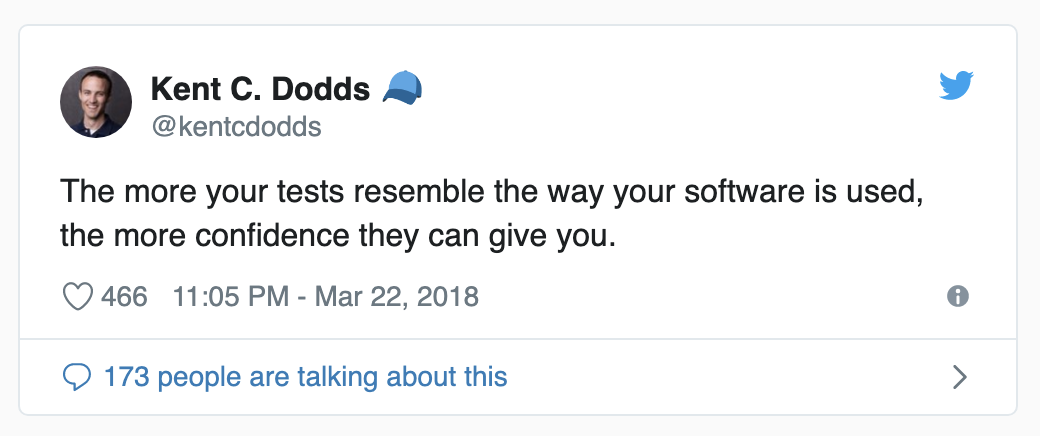 Kent C. Dodds 🧢
@kentcdodds
The more your tests resemble the way your software is used,
the more confidence they can give you.
466 11:05 PM - Mar 22, 2018
173 people are talking about this